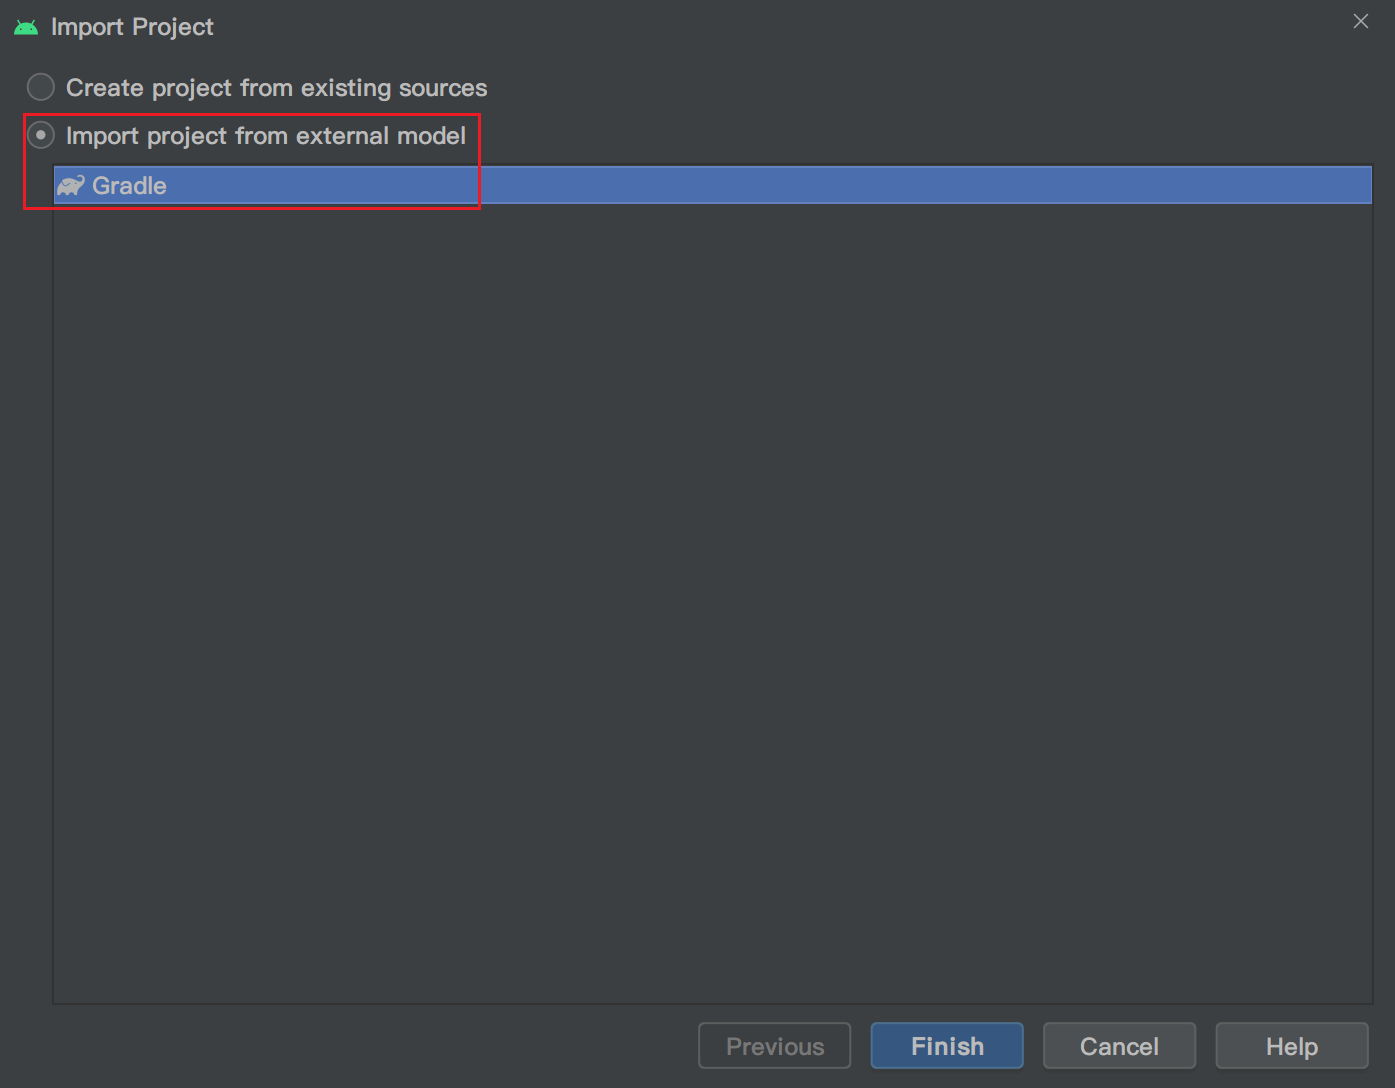 Import Project
Create project from existing sources
Import project from external model
Gradle
Previous
Finish
Cancel
Help